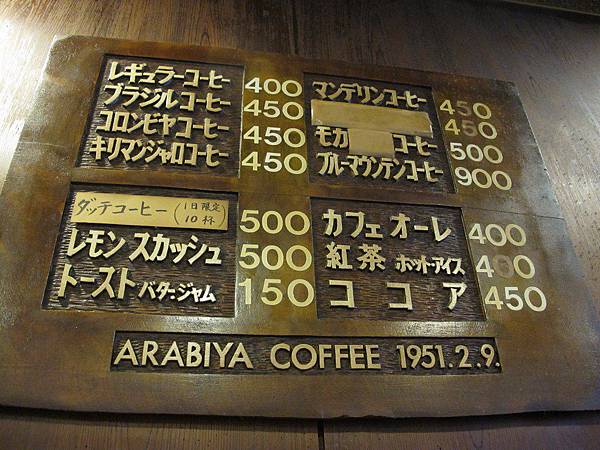 レギュラーコーヒー 400
ブラジルコーヒー 450
コロンビヤコーヒー 450
キリマンジャロコーヒー 450
マンデリンコーヒー 450
450
モカ コーヒー 500
ブルーマウンテンコーヒー 900
ダッチコーヒー (1日限定 10杯) 500
レモンスカッシュ 500
トースト バタージャム 150
カフェオーレ 400
紅茶 ホットアイス 400
ココア 450
ARABIYA COFFEE 1951.2.9.